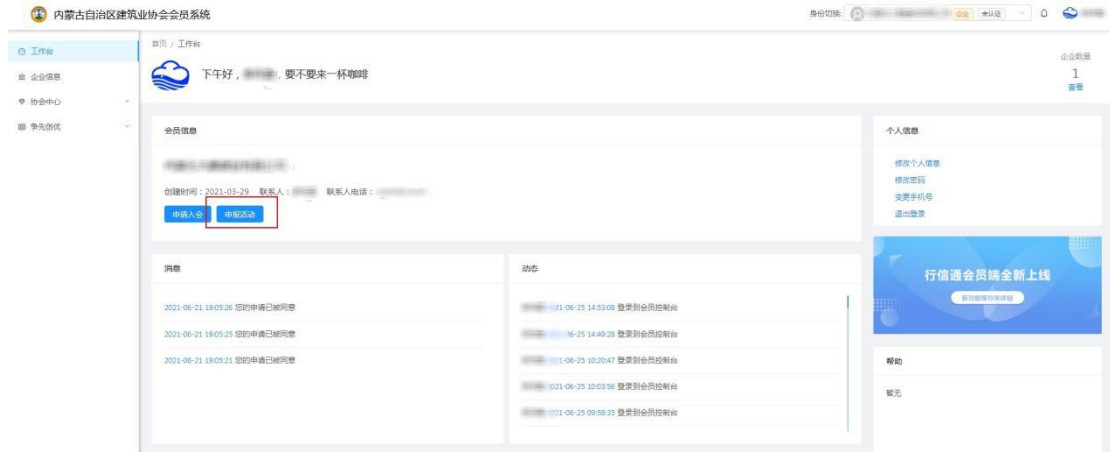 内蒙古自治区建筑业协会会员系统
身份切换:
企业
未认证
工作台
企业信息
协会中心
争先创优
首页 / 工作台
下午好，
，要不要来一杯咖啡
企业数量
1
查看
会员信息
创建时间：2021-03-29 联系人： 联系人电话：
申请入会
申报活动
个人信息
修改个人信息
修改密码
变更手机号
退出登录
消息
2021-06-21 19:05:26 您的申请已被同意
2021-06-21 19:05:25 您的申请已被同意
2021-06-21 19:05:21 您的申请已被同意
动态
21-06-25 14:53:08 登录到会员控制台
6-25 14:49:28 登录到会员控制台
1-06-25 10:20:47 登录到会员控制台
021-06-25 10:03:56 登录到会员控制台
21-06-25 09:58:35 登录到会员控制台
行信通会员端全新上线
新功能等你来体验
帮助
暂无